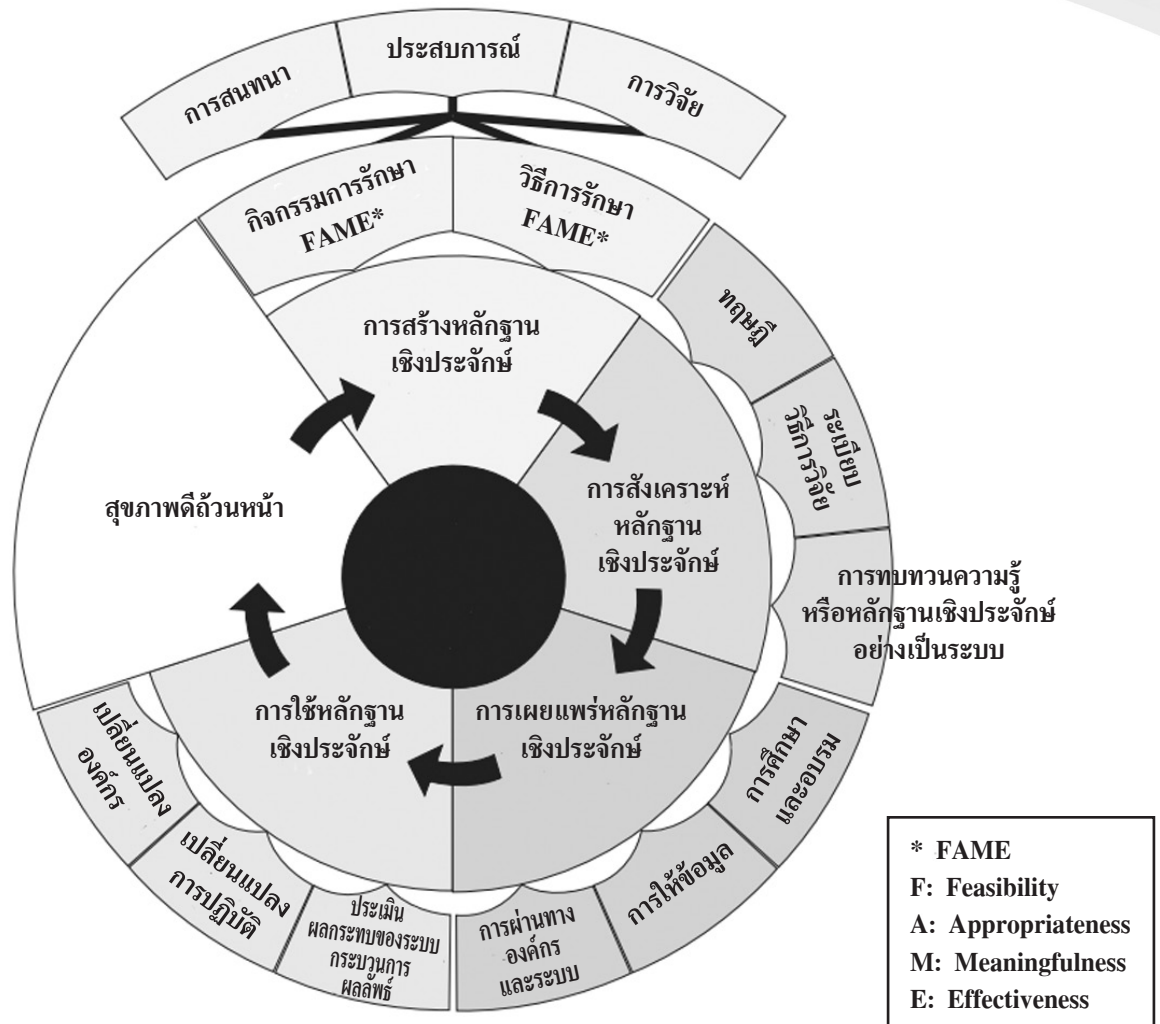 การสนทนา
ประสบการณ์
การวิจัย
กิจกรรมการรักษา
FAME*
วิธีการรักษา
FAME*
การสร้างหลักฐาน
เชิงประจักษ์
ทฤษฎี
ระเบียบ
วิธีการวิจัย
การสังเคราะห์
หลักฐาน
เชิงประจักษ์
สุขภาพดีถ้วนหน้า
การทบทวนความรู้
หรือหลักฐานเชิงประจักษ์
อย่างเป็นระบบ
การใช้หลักฐาน
เชิงประจักษ์
การเผยแพร่หลักฐาน
เชิงประจักษ์
เปลี่ยนแปลง
องค์กร
เปลี่ยนแปลง
การปฏิบัติ
ประเมิน
ผลกระทบของระบบ
กระบวนการ
ผลลัพธ์
การผ่านทาง
องค์กร
และระบบ
การให้ข้อมูล
การศึกษา
และอบรม
* FAME
F: Feasibility
A: Appropriateness
M: Meaningfulness
E: Effectiveness